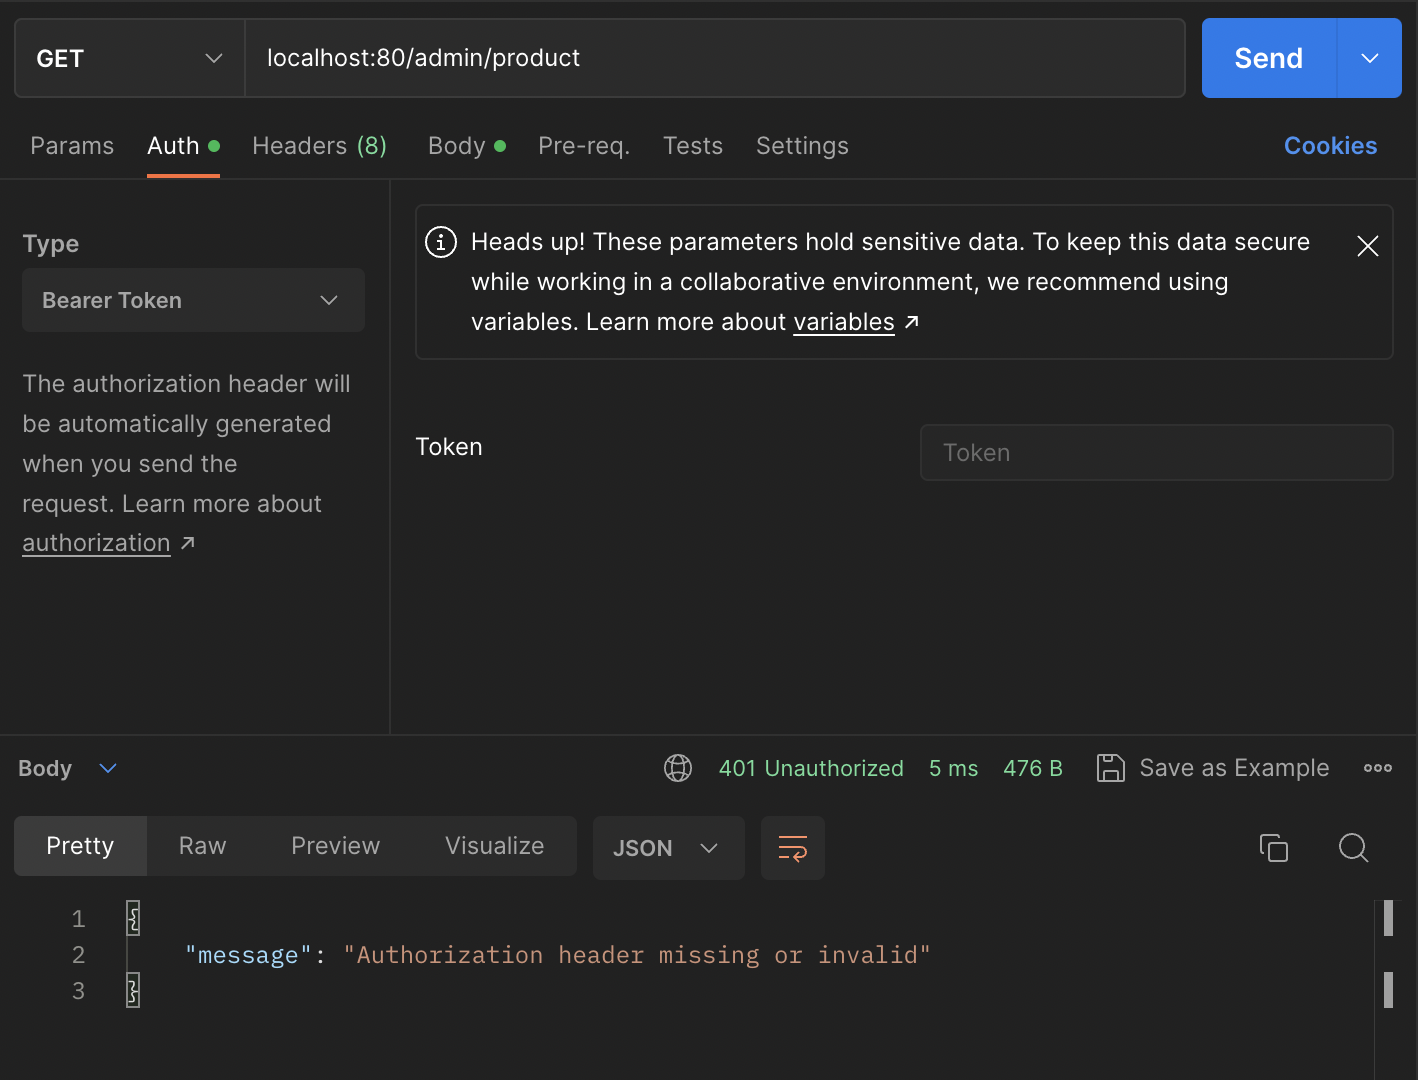 GET
localhost:80/admin/product
Send
Params
Auth
Headers (8)
Body
Pre-req.
Tests
Settings
Cookies
Type
Bearer Token
The authorization header will
be automatically generated
when you send the
request. Learn more about
authorization ↗
Heads up! These parameters hold sensitive data. To keep this data secure
while working in a collaborative environment, we recommend using
variables. Learn more about variables ↗
Token
Token
Body
401 Unauthorized
5 ms
476 B
Save as Example
Pretty
Raw
Preview
Visualize
JSON
1 {
2 "message": "Authorization header missing or invalid"
3 }